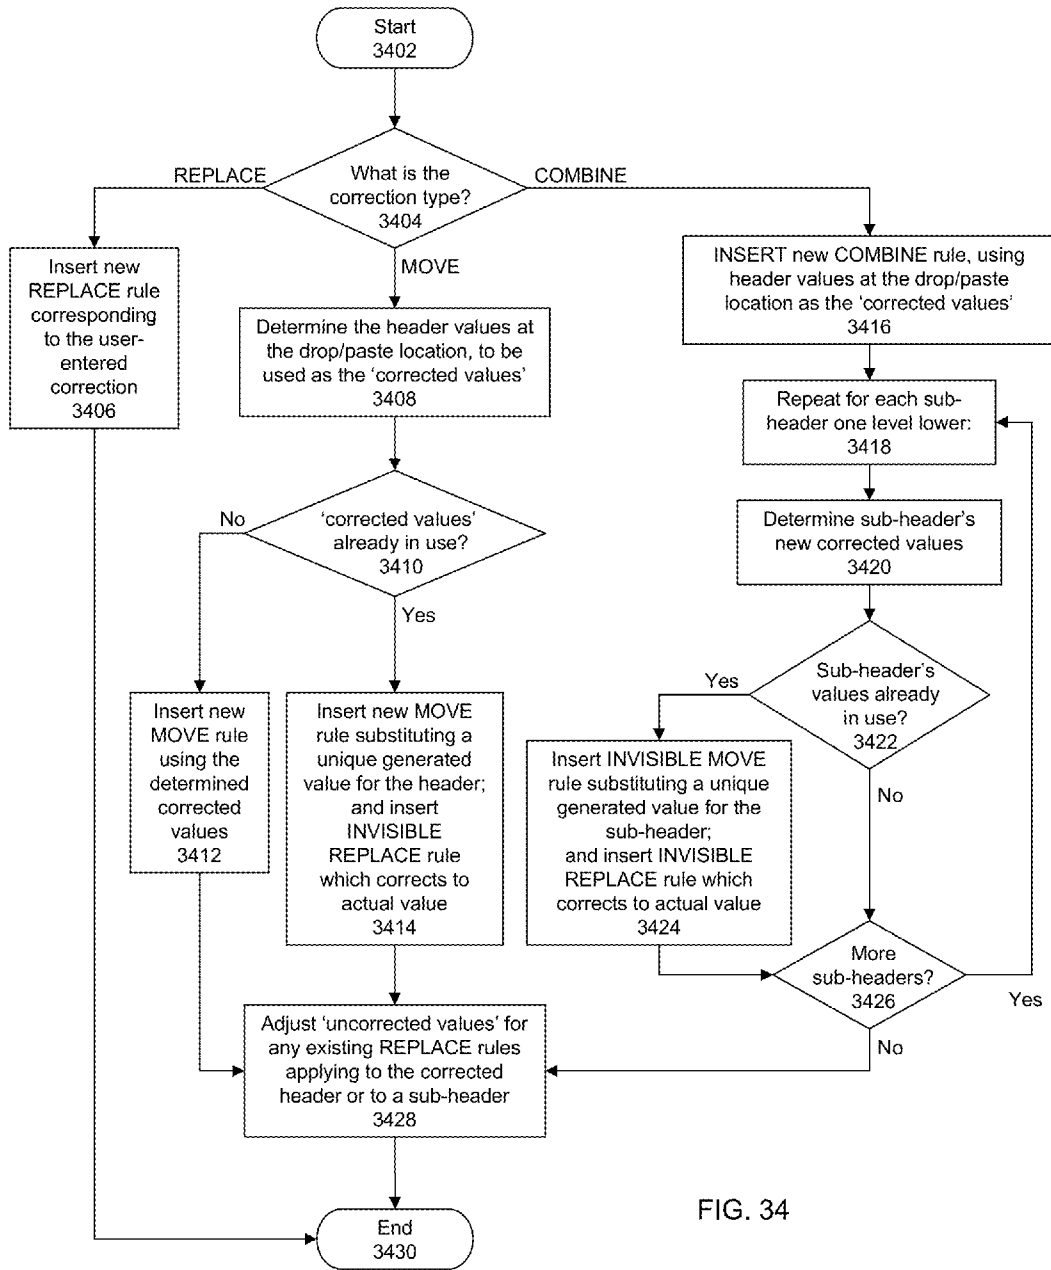 Start
3402
What is the
correction type?
3404
REPLACE
COMBINE
MOVE
Insert new
REPLACE rule
corresponding
to the user-
entered
correction
3406
Determine the header values at
the drop/paste location, to be
used as the ‘corrected values’
3408
‘corrected values’
already in use?
3410
No
Yes
Insert new
MOVE rule
using the
determined
corrected
values
3412
Insert new MOVE
rule substituting a
unique generated
value for the header;
and insert
INVISIBLE
REPLACE rule
which corrects to
actual value
3414
INSERT new COMBINE rule, using
header values at the drop/paste
location as the ‘corrected values’
3416
Repeat for each sub-
header one level lower:
3418
Determine sub-header’s
new corrected values
3420
Sub-header’s
values already
in use?
3422
Yes
No
Insert INVISIBLE MOVE
rule substituting a unique
generated value for the
sub-header;
and insert INVISIBLE
REPLACE rule which
corrects to actual value
3424
More
sub-headers?
3426
Yes
No
Adjust ‘uncorrected values’ for
any existing REPLACE rules
applying to the corrected
header or to a sub-header
3428
End
3430
FIG. 34